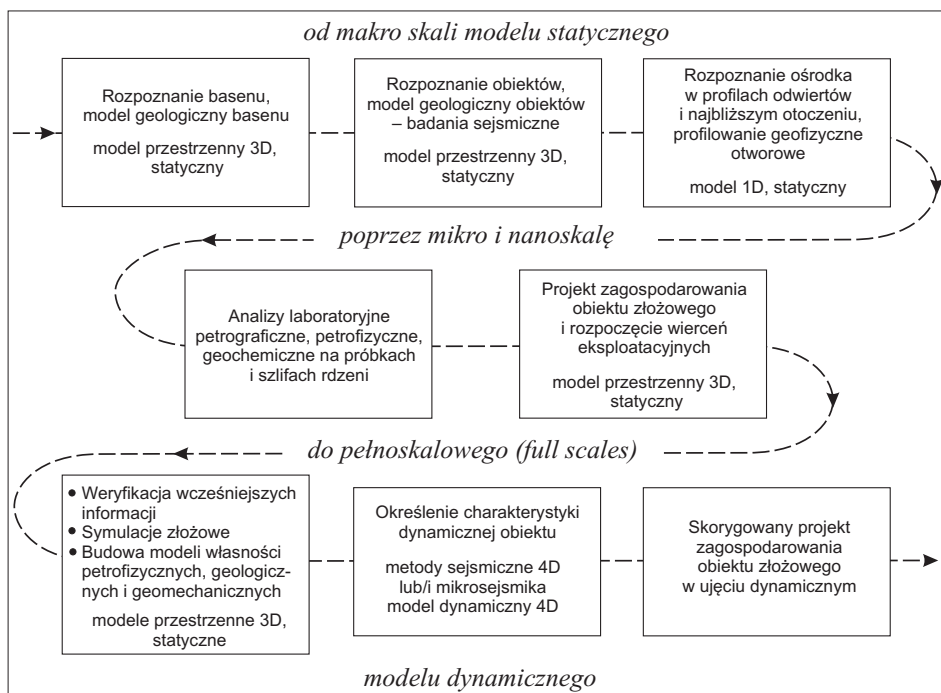 od makro skali modelu statycznego
Rozpoznanie basenu,
model geologiczny basenu
model przestrzenny 3D,
statyczny
Rozpoznanie obiektów,
model geologiczny obiektów
– badania sejsmiczne
model przestrzenny 3D,
statyczny
Rozpoznanie ośrodka
w profilach odwiertów
i najbliższym otoczeniu,
profilowanie geofizyczne
otworowe
model 1D, statyczny
poprzez mikro i nanoskalę
Analizy laboratoryjne
petrograficzne, petrofizyczne,
geochemiczne na próbkach
i szlifach rdzeni
Projekt zagospodarowania
obiektu złożowego
i rozpoczęcie wierceń
eksploatacyjnych
model przestrzenny 3D,
statyczny
do pełnoskalowego (full scales)
● Weryfikacja wcześniejszych
informacji
● Symulacje złożowe
● Budowa modeli własności
petrofizycznych, geologicz-
nych i geomechanicznych
modele przestrzenne 3D,
statyczne
Określenie charakterystyki
dynamicznej obiektu
metody sejsmiczne 4D
lub/i mikrosejsmika
model dynamiczny 4D
Skorygowany projekt
zagospodarowania
obiektu złożowego
w ujęciu dynamicznym
modelu dynamicznego